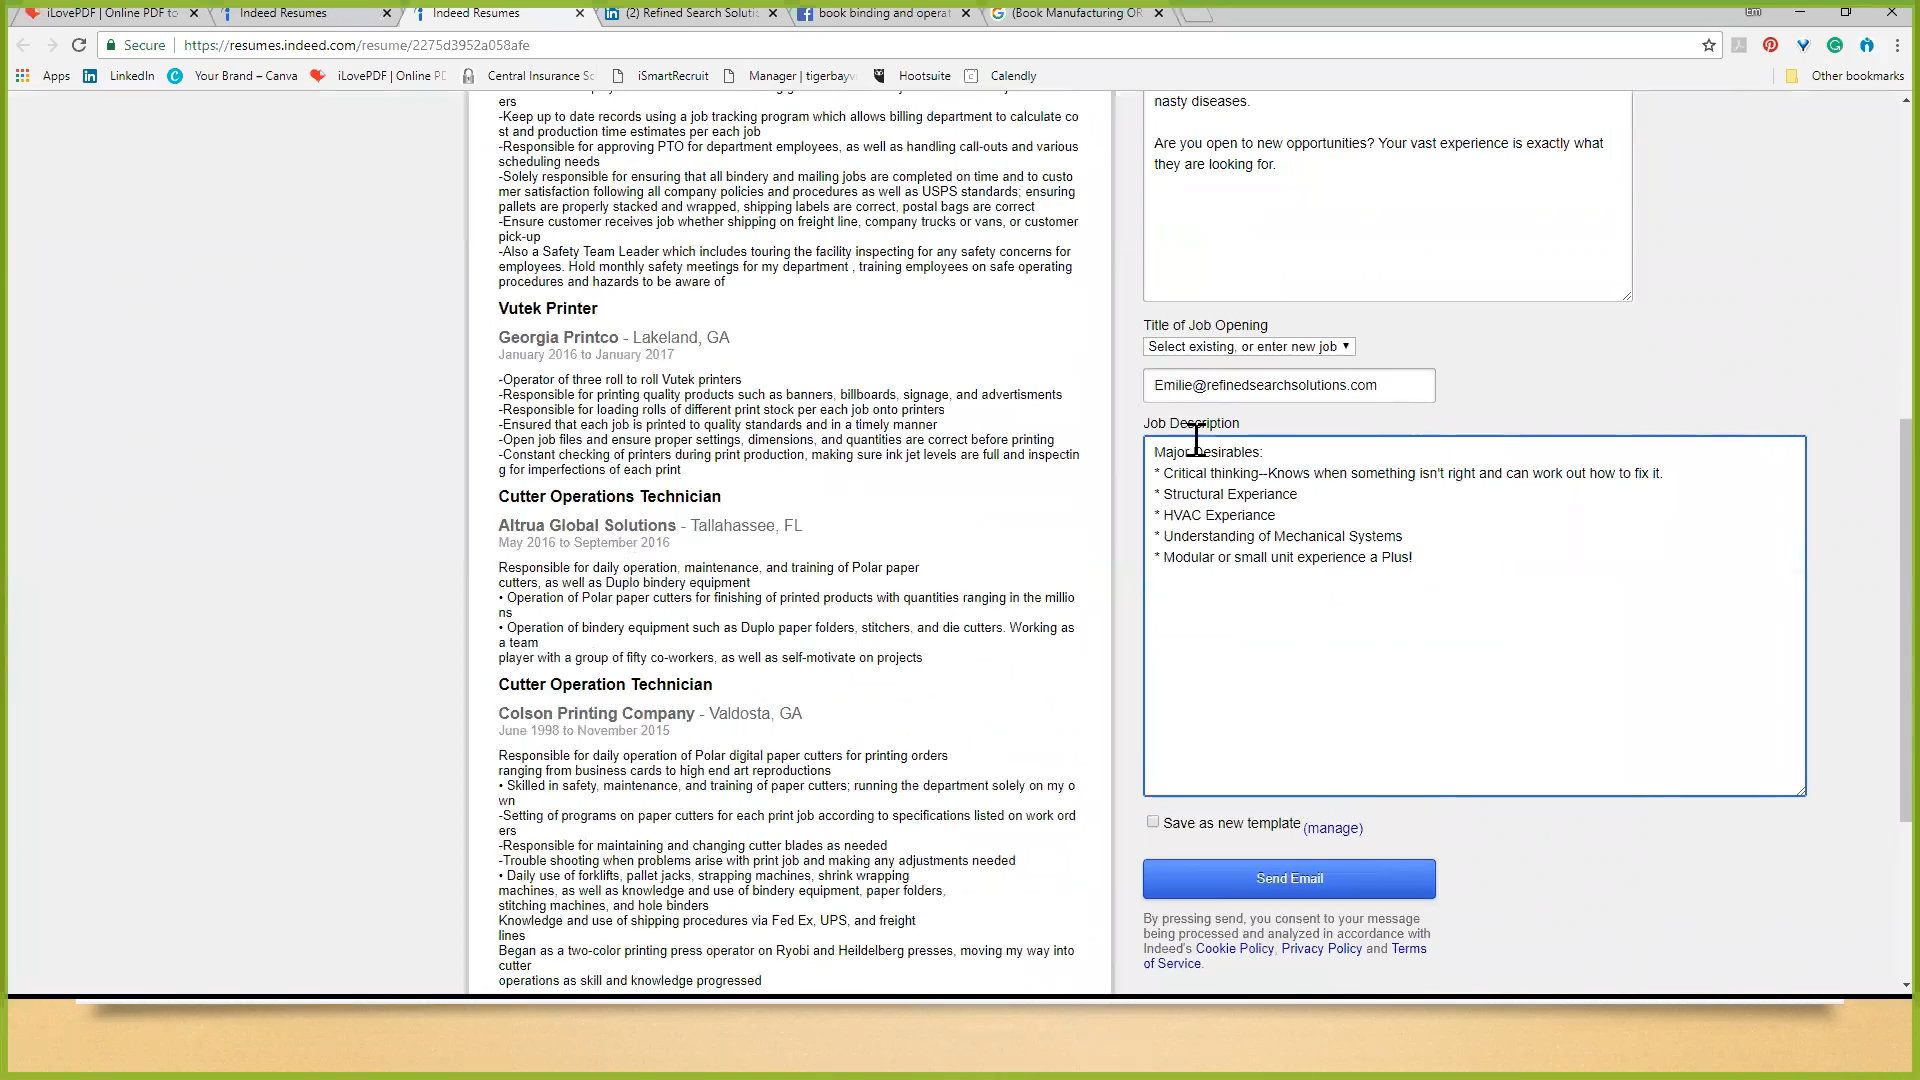 iLovePDF | Online PDF to
Indeed Resumes
Indeed Resumes
(2) Refined Search Soluti
book binding and operat
(Book Manufacturing OR
Secure
https://resumes.indeed.com/resume/2275d3952a058afe
Apps
LinkedIn
Your Brand – Canva
iLovePDF | Online PD
Central Insurance Sc
iSmartRecruit
Manager | tigerbayv
Hootsuite
Calendly
Other bookmarks
ers
-Keep up to date records using a job tracking program which allows billing department to calculate co
st and production time estimates per each job
-Responsible for approving PTO for department employees, as well as handling call-outs and various
scheduling needs
-Solely responsible for ensuring that all bindery and mailing jobs are completed on time and to custo
mer satisfaction following all company policies and procedures as well as USPS standards; ensuring
pallets are properly stacked and wrapped, shipping labels are correct, postal bags are correct
-Ensure customer receives job whether shipping on freight line, company trucks or vans, or customer
pick-up
-Also a Safety Team Leader which includes touring the facility inspecting for any safety concerns for
employees. Hold monthly safety meetings for my department , training employees on safe operating
procedures and hazards to be aware of
Vutek Printer
Georgia Printco - Lakeland, GA
January 2016 to January 2017
-Operator of three roll to roll Vutek printers
-Responsible for printing quality products such as banners, billboards, signage, and advertisments
-Responsible for loading rolls of different print stock per each job onto printers
-Ensured that each job is printed to quality standards and in a timely manner
-Open job files and ensure proper settings, dimensions, and quantities are correct before printing
-Constant checking of printers during print production, making sure ink jet levels are full and inspectin
g for imperfections of each print
Cutter Operations Technician
Altrua Global Solutions - Tallahassee, FL
May 2016 to September 2016
Responsible for daily operation, maintenance, and training of Polar paper
cutters, as well as Duplo bindery equipment
• Operation of Polar paper cutters for finishing of printed products with quantities ranging in the millio
ns
• Operation of bindery equipment such as Duplo paper folders, stitchers, and die cutters. Working as
a team
player with a group of fifty co-workers, as well as self-motivate on projects
Cutter Operation Technician
Colson Printing Company - Valdosta, GA
June 1998 to November 2015
Responsible for daily operation of Polar digital paper cutters for printing orders
ranging from business cards to high end art reproductions
• Skilled in safety, maintenance, and training of paper cutters; running the department solely on my o
wn
-Setting of programs on paper cutters for each print job according to specifications listed on work ord
ers
-Responsible for maintaining and changing cutter blades as needed
-Trouble shooting when problems arise with print job and making any adjustments needed
• Daily use of forklifts, pallet jacks, strapping machines, shrink wrapping
machines, as well as knowledge and use of bindery equipment, paper folders,
stitching machines, and hole binders
Knowledge and use of shipping procedures via Fed Ex, UPS, and freight
lines
Began as a two-color printing press operator on Ryobi and Heildelberg presses, moving my way into
cutter
operations as skill and knowledge progressed
nasty diseases.
Are you open to new opportunities? Your vast experience is exactly what
they are looking for.
Title of Job Opening
Select existing, or enter new job
Emilie@refinedsearchsolutions.com
Job Description
Major Desirables:
* Critical thinking--Knows when something isn't right and can work out how to fix it.
* Structural Experiance
* HVAC Experiance
* Understanding of Mechanical Systems
* Modular or small unit experience a Plus!
Save as new template (manage)
Send Email
By pressing send, you consent to your message
being processed and analyzed in accordance with
Indeed's Cookie Policy, Privacy Policy and Terms
of Service.